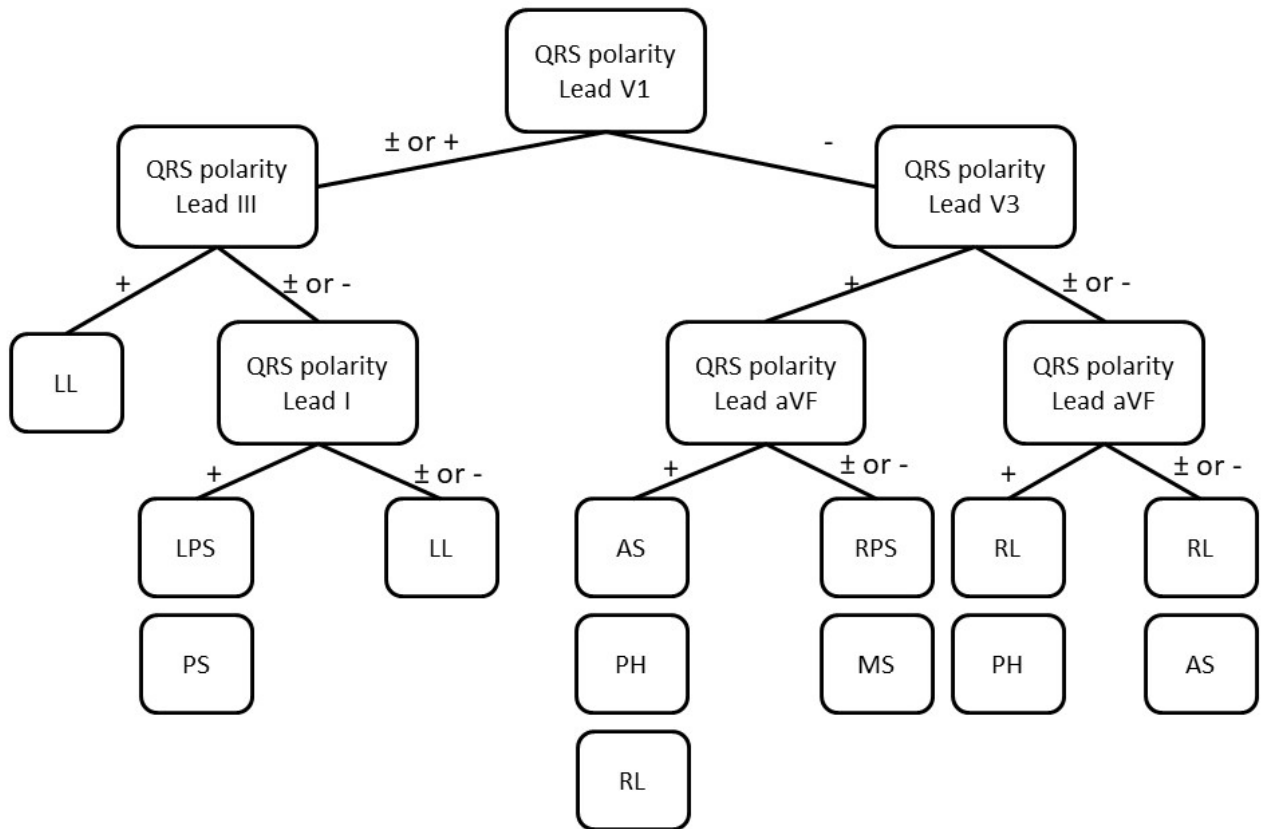 QRS polarity
Lead V1
± or +
-
QRS polarity
Lead III
QRS polarity
Lead V3
+
± or -
+
± or -
LL
QRS polarity
Lead I
QRS polarity
Lead aVF
QRS polarity
Lead aVF
+
± or -
+
± or -
+
± or -
LPS
LL
AS
RPS
RL
RL
PS
PH
MS
PH
AS
RL